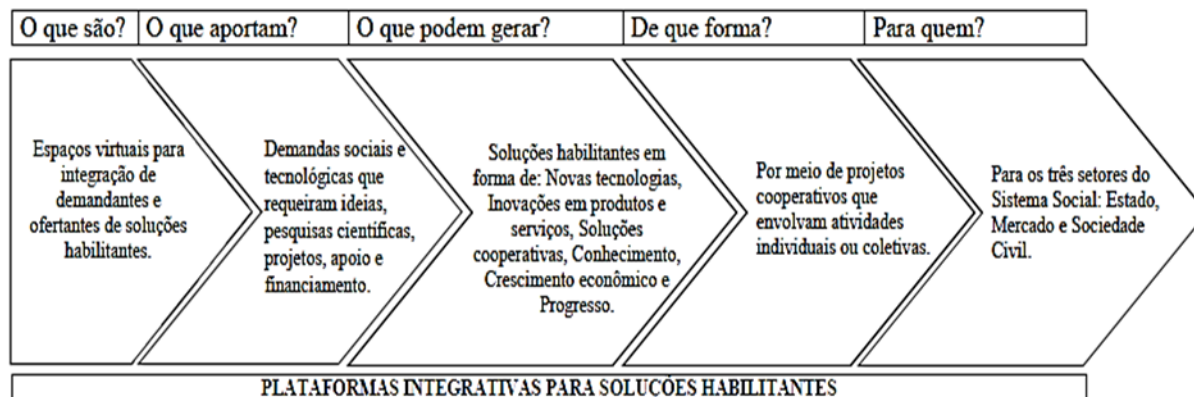 O que são?
O que aportam?
O que podem gerar?
De que forma?
Para quem?
Espaços virtuais para
integração de
demandantes e
ofertantes de soluções
habilitantes.
Demandas sociais e
tecnológicas que
requeiram ideias,
pesquisas científicas,
projetos, apoio e
financiamento.
Soluções habilitantes em
forma de: Novas tecnologias,
Inovações em produtos e
serviços, Soluções
cooperativas, Conhecimento,
Crescimento econômico e
Progresso.
Por meio de projetos
cooperativos que
envolvam atividades
individuais ou coletivas.
Para os três setores do
Sistema Social: Estado,
Mercado e Sociedade
Civil.
PLATAFORMAS INTEGRATIVAS PARA SOLUCÕES HABILITANTES